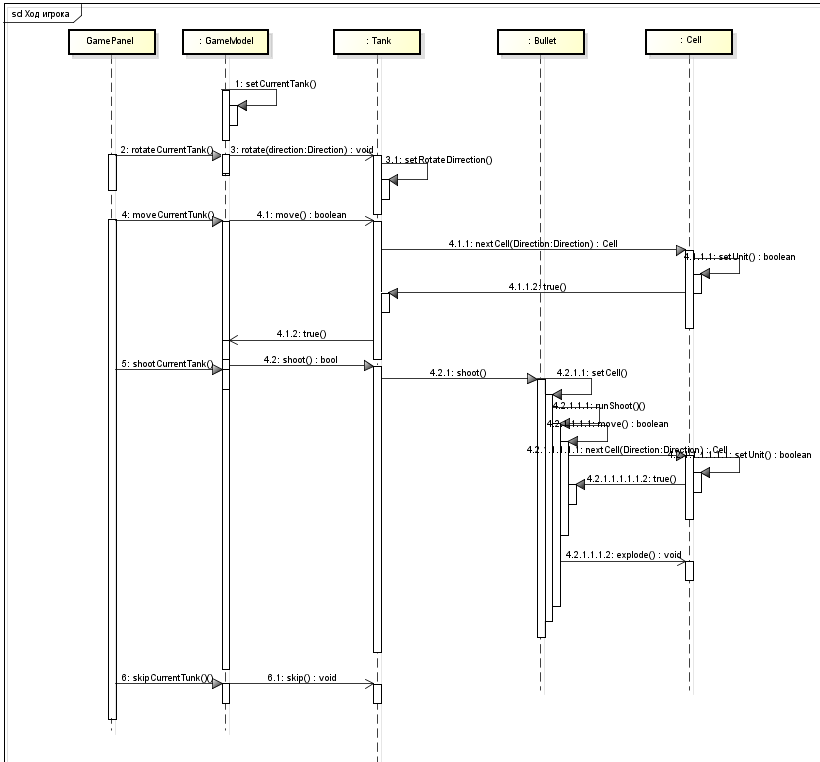 sd Ход игрока
GamePanel
: GameModel
: Tank
: Bullet
: Cell
1: setCurrentTank()
2: rotateCurrentTank()
3: rotate(direction:Direction) : void
3.1: setRotateDirrection()
4: moveCurrentTunk()
4.1: move() : boolean
4.1.1: nextCell(Direction:Direction) : Cell
4.1.1.1: setUnit() : boolean
4.1.1.2: true()
4.1.2: true()
5: shootCurrentTank()
4.2: shoot() : bool
4.2.1: shoot()
4.2.1.1: setCell()
4.2.1.1.1: runShoot()()
move() : boolean
4.2.1.1.1.1.1: nextCell(Direction:Direction) : Cell
setUnit() : boolean
4.2.1.1.1.1.1.2: true()
4.2.1.1.1.2: explode() : void
6: skipCurrentTunk()()
6.1: skip() : void